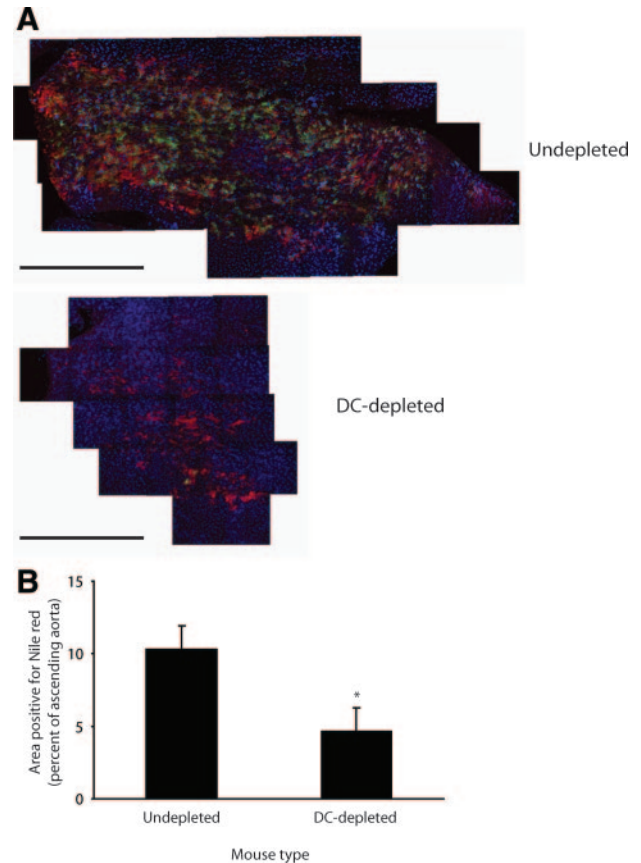 A
Undepleted
DC-depleted
B
Area positive for Nile red
(percent of ascending aorta)
15
10
5
0
*
Undepleted
DC-depleted
Mouse type